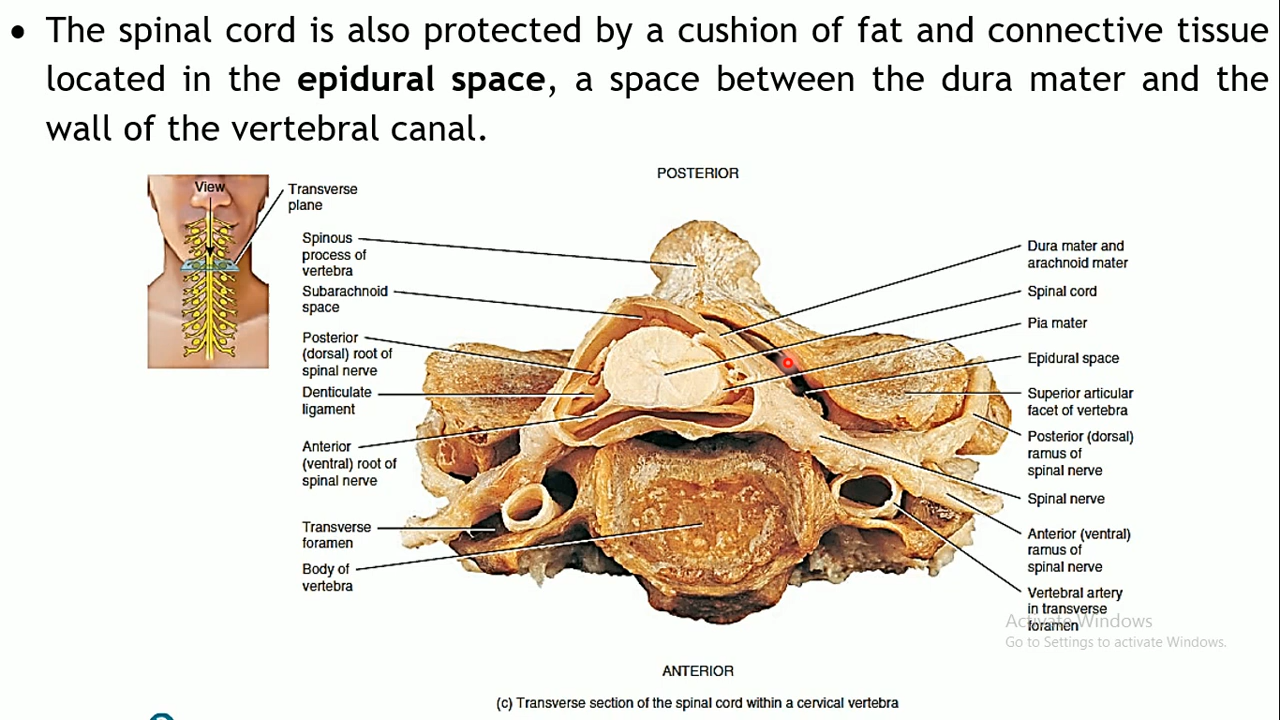 • The spinal cord is also protected by a cushion of fat and connective tissue
located in the epidural space, a space between the dura mater and the
wall of the vertebral canal.
POSTERIOR
View
Transverse
plane
Spinous
process of
vertebra
Subarachnoid
space
Posterior
(dorsal) root of
spinal nerve
Denticulate
ligament
Anterior
(ventral) root of
spinal nerve
Transverse
foramen
Body of
vertebra
Dura mater and
arachnoid mater
Spinal cord
Pia mater
Epidural space
Superior articular
facet of vertebra
Posterior (dorsal)
ramus of
spinal nerve
Spinal nerve
Anterior (ventral)
ramus of
spinal nerve
Vertebral artery
in transverse
foramen
Activate Windows
Go to Settings to activate Windows.
ANTERIOR
(c) Transverse section of the spinal cord within a cervical vertebra